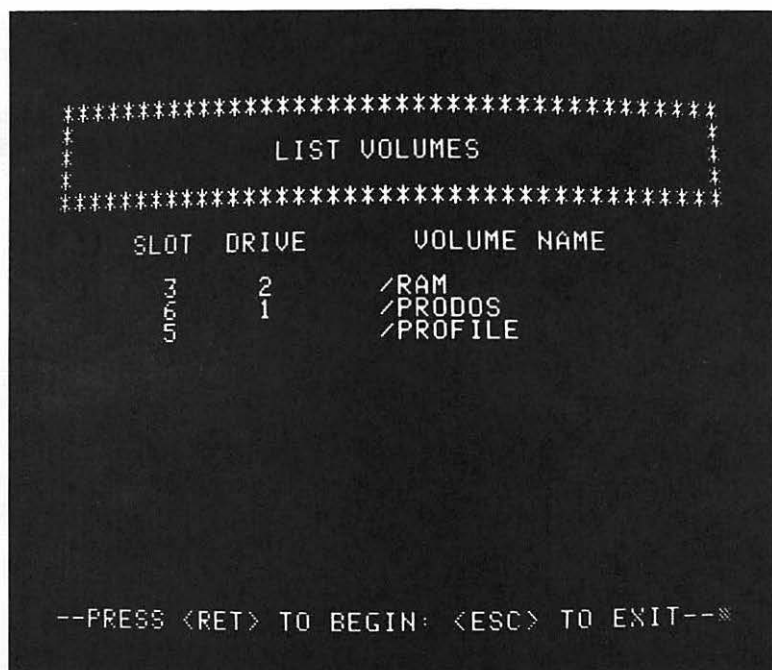 ****************************************
* LIST VOLUMES *
****************************************
SLOT DRIVE VOLUME NAME
3 2 /RAM
6 1 /PRODOS
5 /PROFILE
--PRESS <RET> TO BEGIN: <ESC> TO EXIT--